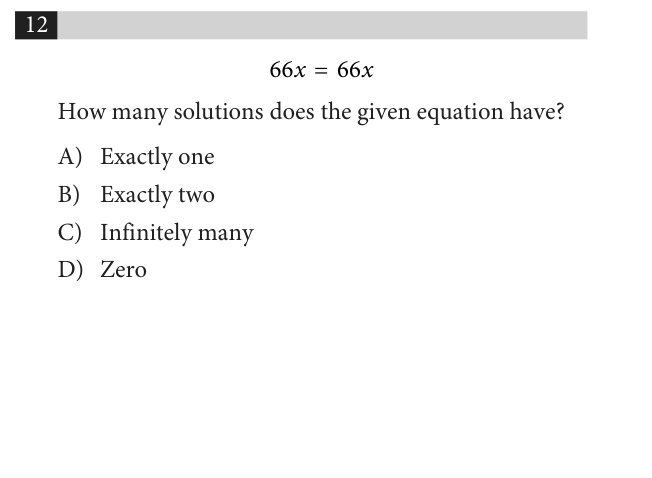 12
66x = 66x
How many solutions does the given equation have?
A) Exactly one
B) Exactly two
C) Infinitely many
D) Zero